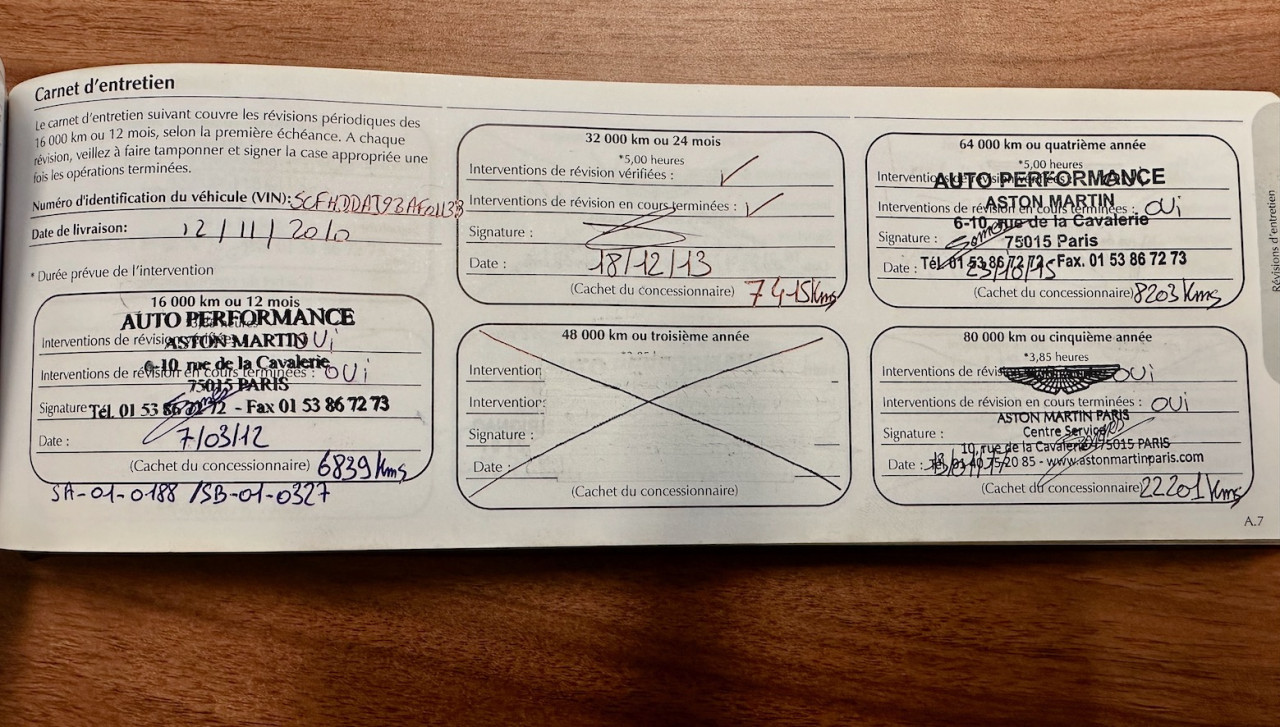 Carnet d'entretien
Le carnet d'entretien suivant couvre les révisions périodiques des
16 000 km ou 12 mois, selon la première échéance. A chaque
révision, veillez à faire tamponner et signer la case appropriée une
fois les opérations terminées.
Numéro d'identification du véhicule (VIN):
Date de livraison: 12/11/2010
* Durée prévue de l'intervention
16 000 km ou 12 mois
AUTO PERFORMANCE
Interventions de révision vérifiées : OUi
ASTON MARTIN
6-10 rue de la Cavalerie
Interventions de révision en cours terminées : OUi
75015 PARIS
Signature :
Tél. 01 53 86 72 72 - Fax 01 53 86 72 73
Date : 7/03/12
(Cachet du concessionnaire) 6839 kms
SA-01-0188 /SB-01-0327
32 000 km ou 24 mois
*5,00 heures
Interventions de révision vérifiées : ✓
Interventions de révision en cours terminées : ✓
Signature :
Date : 18/12/13
(Cachet du concessionnaire) 7415 Kms
48 000 km ou troisième année
Intervention
Interventions
Signature :
Date :
(Cachet du concessionnaire)
64 000 km ou quatrième année
*5,00 heures
Interventions de révision vérifiées :
AUTO PERFORMANCE
ASTON MARTIN
Interventions de révision en cours terminées : OUi
6-10, rue de la Cavalerie
Signature :
75015 Paris
Tél. 01 53 86 72 72 - Fax. 01 53 86 72 73
Date : 23/10/15
(Cachet du concessionnaire) 8203 Kms
80 000 km ou cinquième année
*3,85 heures
Interventions de révision OUi
Interventions de révision en cours terminées : OUi
ASTON MARTIN PARIS
Signature :
Centre Service
10, rue de la Cavalerie 75015 PARIS
Date :
- www.astonmartinparis.com
(Cachet du concessionnaire) 22201 Kms
A.7
Révisions d'entretien